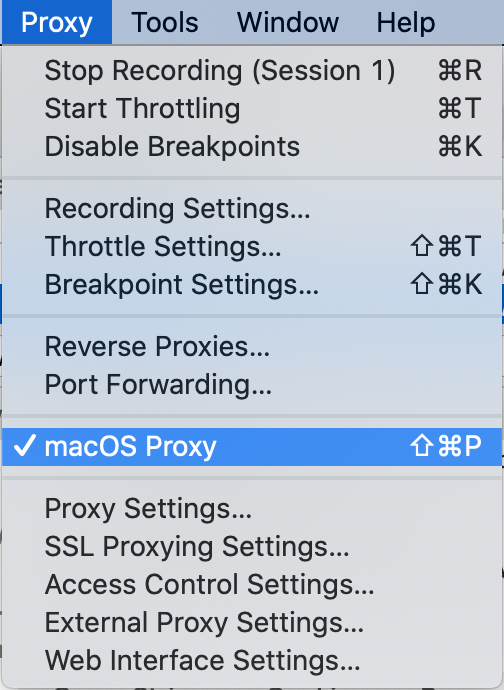 Proxy Tools Window Help
Stop Recording (Session 1) ⌘R
Start Throttling ⌘T
Disable Breakpoints ⌘K
Recording Settings...
Throttle Settings... ⇧⌘T
Breakpoint Settings... ⇧⌘K
Reverse Proxies...
Port Forwarding...
✓ macOS Proxy ⇧⌘P
Proxy Settings...
SSL Proxying Settings...
Access Control Settings...
External Proxy Settings...
Web Interface Settings...